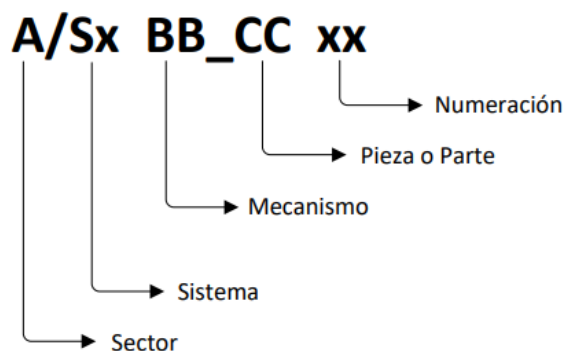 A/Sx BB_CC xx
Numeración
Pieza o Parte
Mecanismo
Sistema
Sector